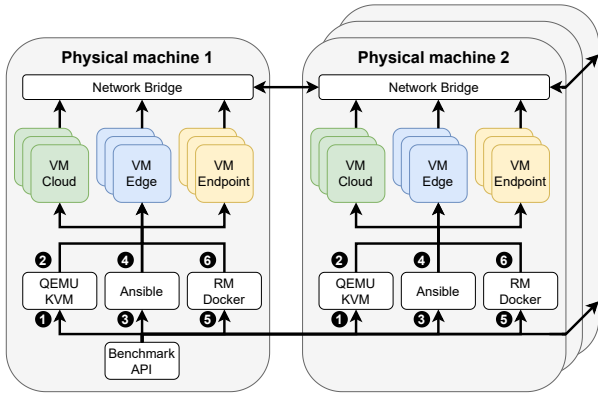 Physical machine 1
Physical machine 2
Network Bridge
Network Bridge
VM
Cloud
VM
Edge
VM
Endpoint
VM
Cloud
VM
Edge
VM
Endpoint
2
4
6
2
4
6
QEMU
KVM
Ansible
RM
Docker
QEMU
KVM
Ansible
RM
Docker
1
3
5
1
3
5
Benchmark
API